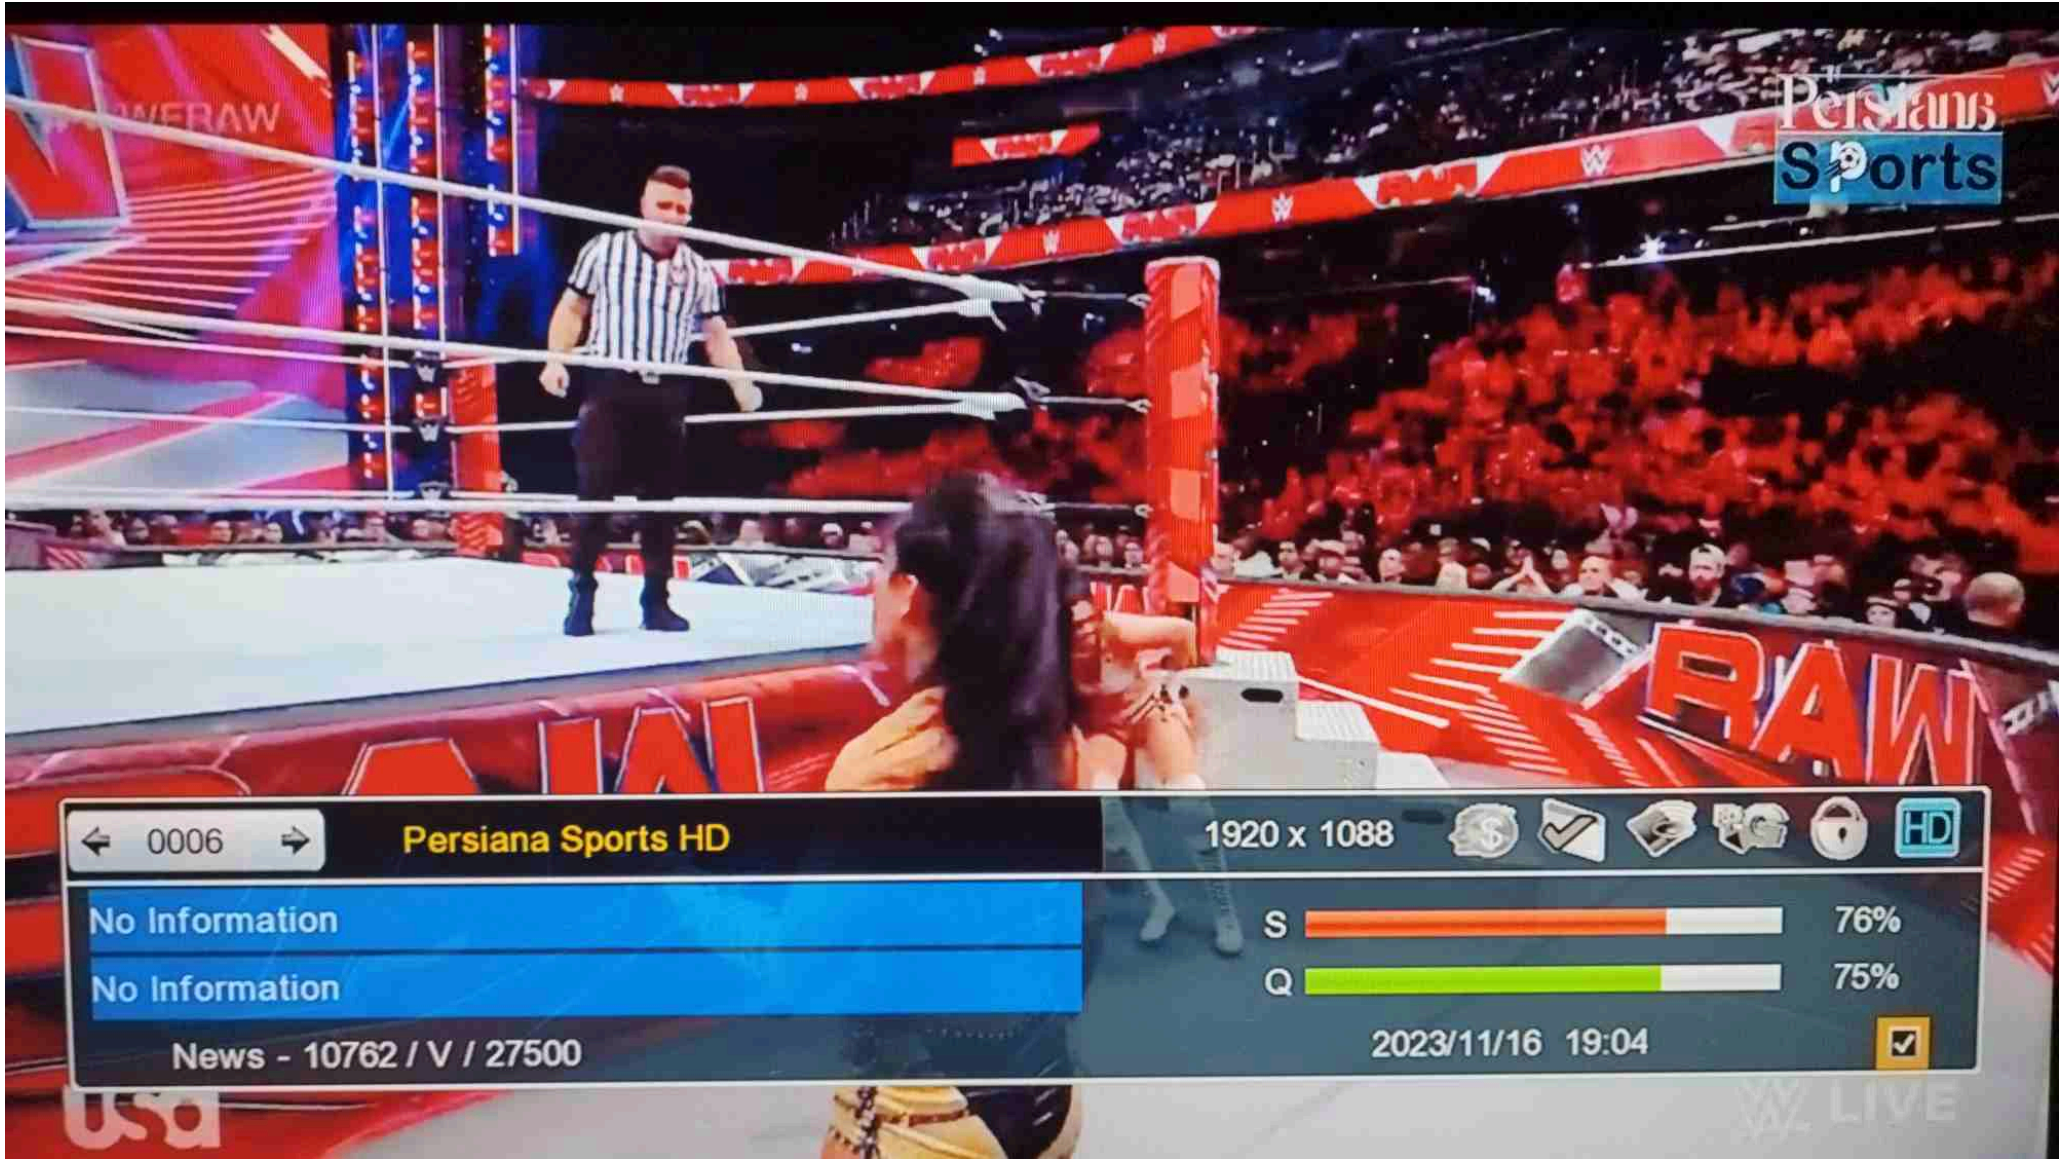 #WWERAW
Persiana
Sports
RAW
RAW
0006
Persiana Sports HD
1920 x 1088
HD
No Information
S
76%
No Information
Q
75%
News - 10762 / V / 27500
2023/11/16 19:04
usa
LIVE